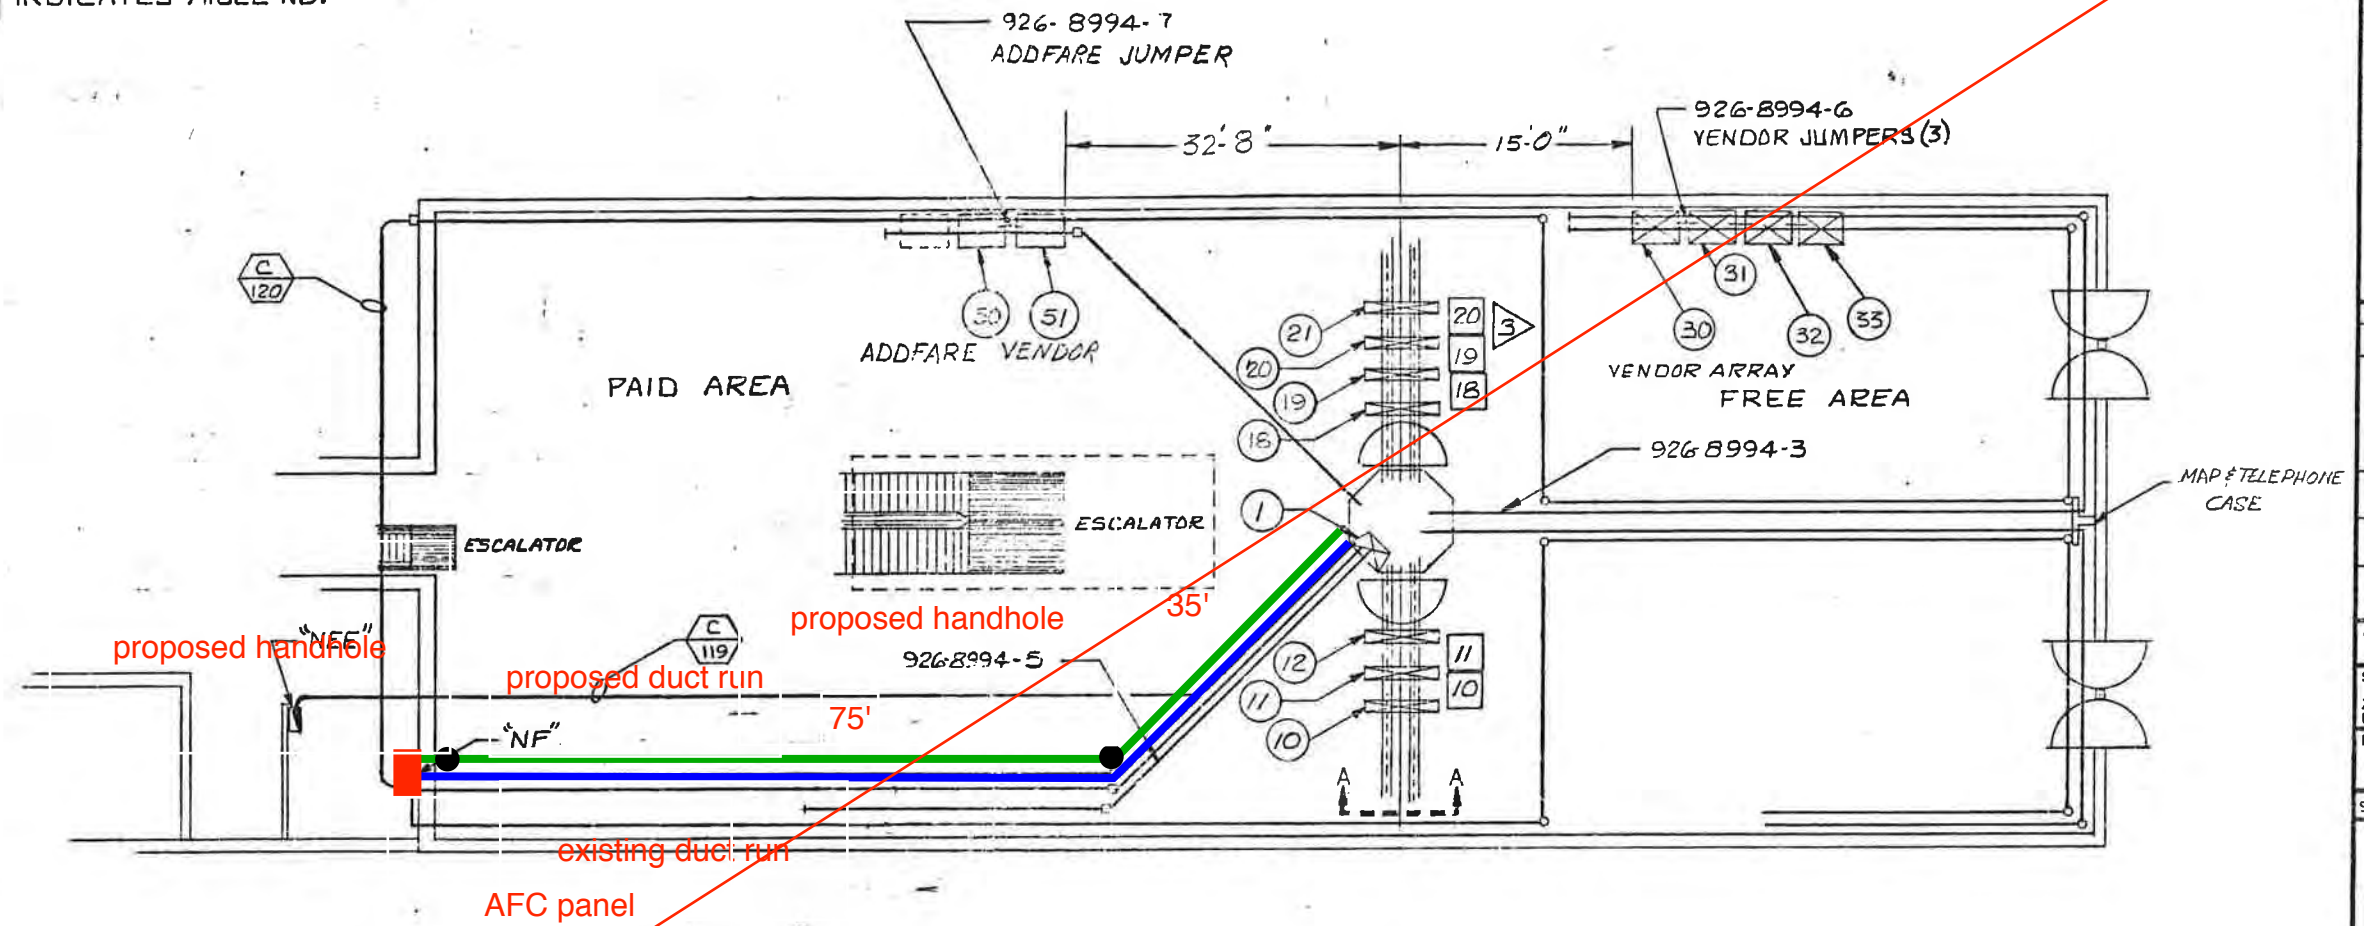 926-8994-7
ADDFARE JUMPER
926-8994-6
VENDOR JUMPERS (3)
32'-8"
15'-0"
C
120
50
51
ADDFARE VENDOR
PAID AREA
21
20
19
18
20
19
18
3
31
30
32
33
VENDOR ARRAY
FREE AREA
926-8994-3
MAP & TELEPHONE
CASE
1
ESCALATOR
ESCALATOR
proposed handhole
35'
"NEE"
proposed handhole
C
119
926-8994-5
proposed duct run
75'
"NF"
12
11
10
11
10
A
A
existing duct run
AFC panel